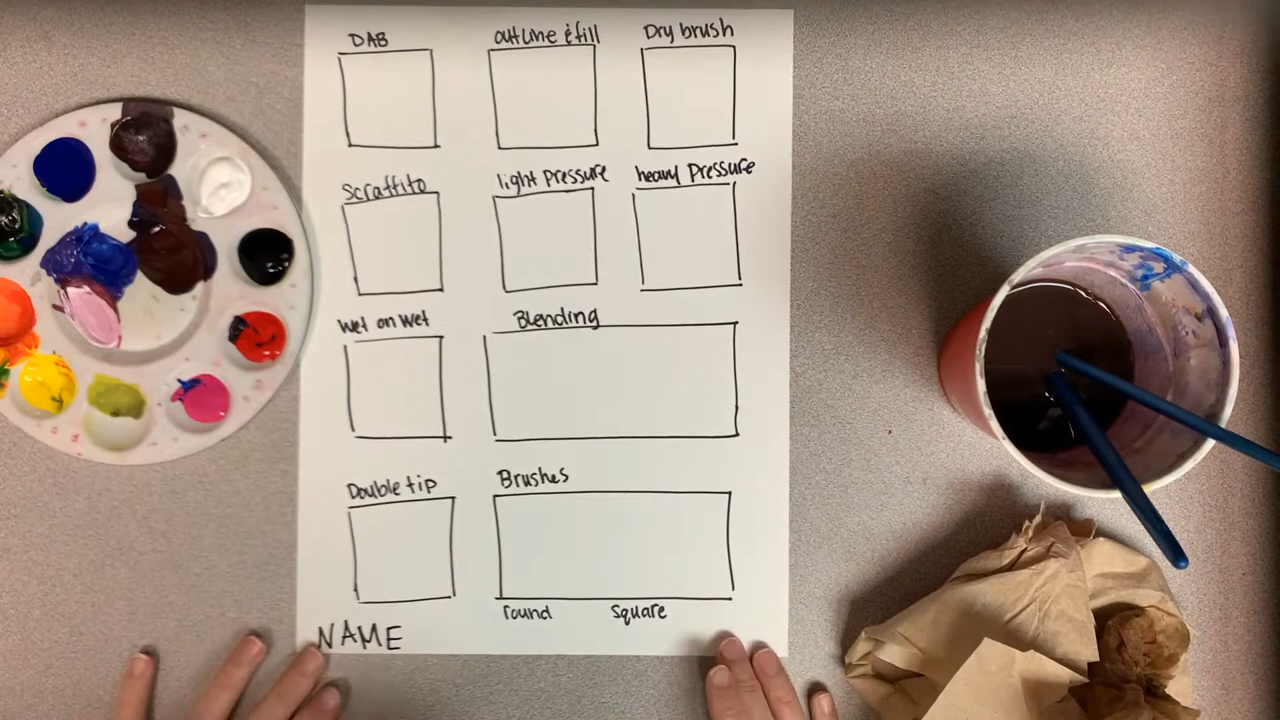 DAB outline & fill Dry brush
Scraffito light Pressure heavy Pressure
Wet on Wet Blending
Double tip Brushes
round square
NAME